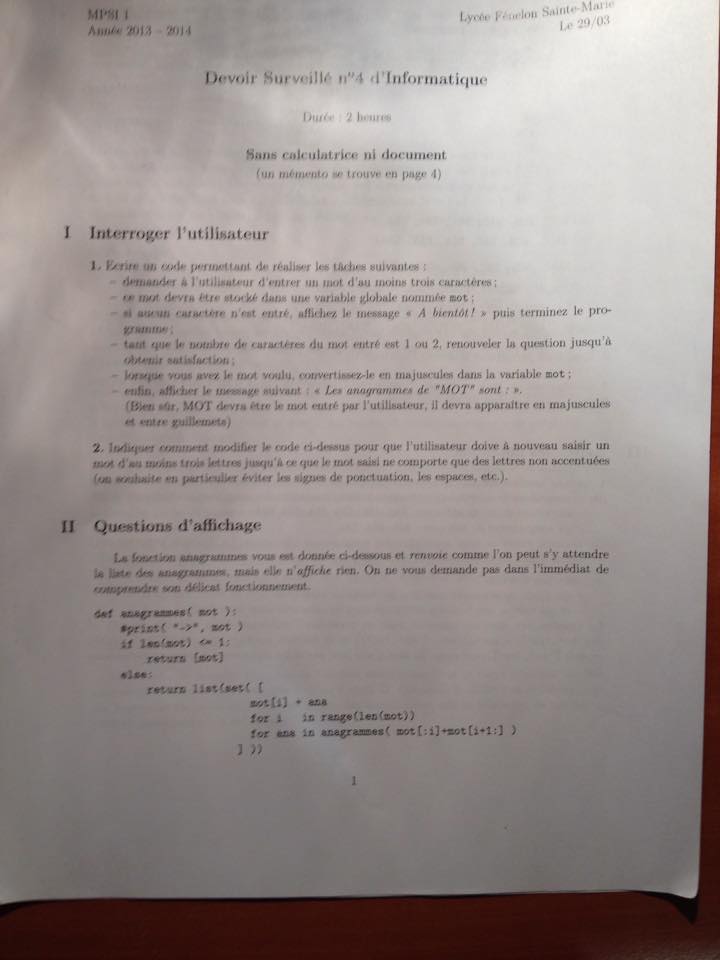 MPSI 1
Lycée Fénelon Sainte-Marie
Année 2013 – 2014
Le 29/03
Devoir Surveillé n°4 d'Informatique
Durée : 2 heures
Sans calculatrice ni document
(un mémento se trouve en page 4)
I Interroger l'utilisateur
1. Ecrire un code permettant de réaliser les tâches suivantes :
– demander à l'utilisateur d'entrer un mot d'au moins trois caractères ;
– ce mot devra être stocké dans une variable globale nommée mot ;
– si aucun caractère n'est entré, affichez le message « A bientôt ! » puis terminez le pro-
gramme ;
– tant que le nombre de caractères du mot entré est 1 ou 2, renouveler la question jusqu'à
obtenir satisfaction ;
– lorsque vous avez le mot voulu, convertissez-le en majuscules dans la variable mot ;
– enfin, afficher le message suivant : « Les anagrammes de "MOT" sont : ».
(Bien sûr, MOT devra être le mot entré par l'utilisateur, il devra apparaître en majuscules
et entre guillemets)
2. Indiquer comment modifier le code ci-dessus pour que l'utilisateur doive à nouveau saisir un
mot d'au moins trois lettres jusqu'à ce que le mot saisi ne comporte que des lettres non accentuées
(on souhaite en particulier éviter les signes de ponctuation, les espaces, etc.).
II Questions d'affichage
La fonction anagrammes vous est donnée ci-dessous et renvoie comme l'on peut s'y attendre
la liste des anagrammes, mais elle n'affiche rien. On ne vous demande pas dans l'immédiat de
comprendre son délicat fonctionnement.
def anagrammes( mot ):
#print( "->", mot )
if len(mot) <= 1:
return [mot]
else:
return list(set( [
mot[i] + ana
for i in range(len(mot))
for ana in anagrammes( mot[:i]+mot[i+1:] )
] ))
1